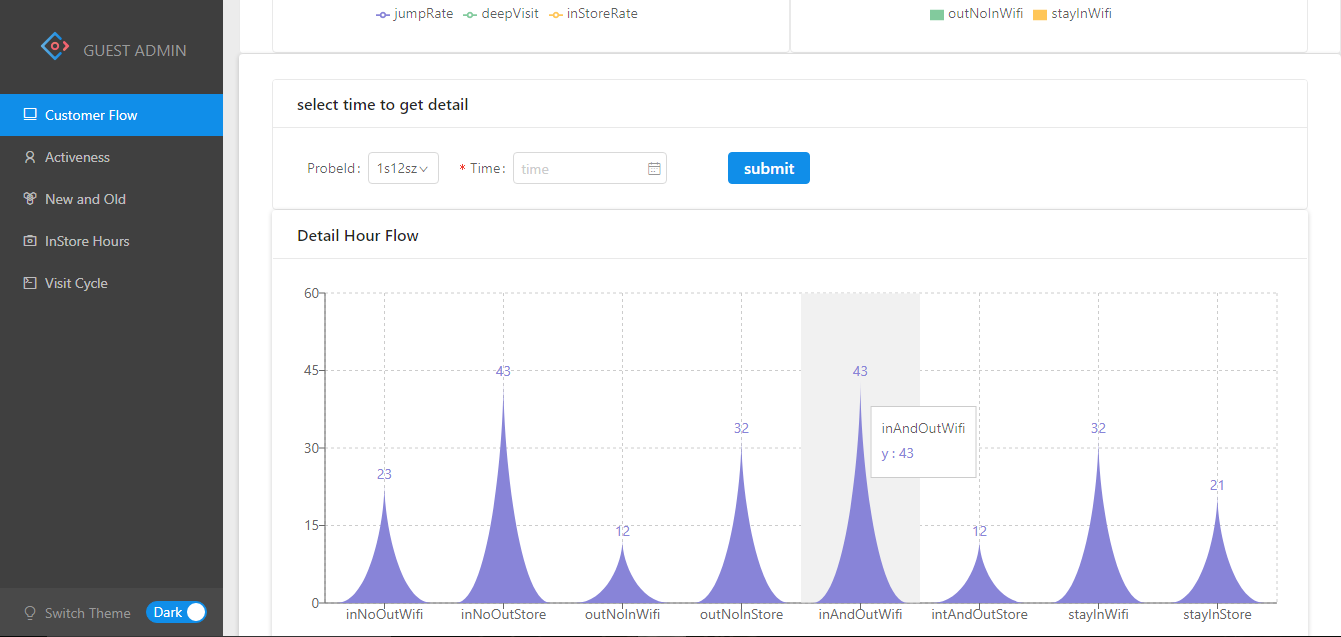 jumpRate deepVisit inStoreRate
outNoInWifi stayInWifi
GUEST ADMIN
Customer Flow
Activeness
New and Old
InStore Hours
Visit Cycle
Switch Theme Dark
select time to get detail
ProbeId: 1s12sz * Time: time submit
Detail Hour Flow
60
45
30
15
0
23
43
12
32
43
12
32
21
inAndOutWifi
y : 43
inNoOutWifi inNoOutStore outNoInWifi outNoInStore inAndOutWifi intAndOutStore stayInWifi stayInStore